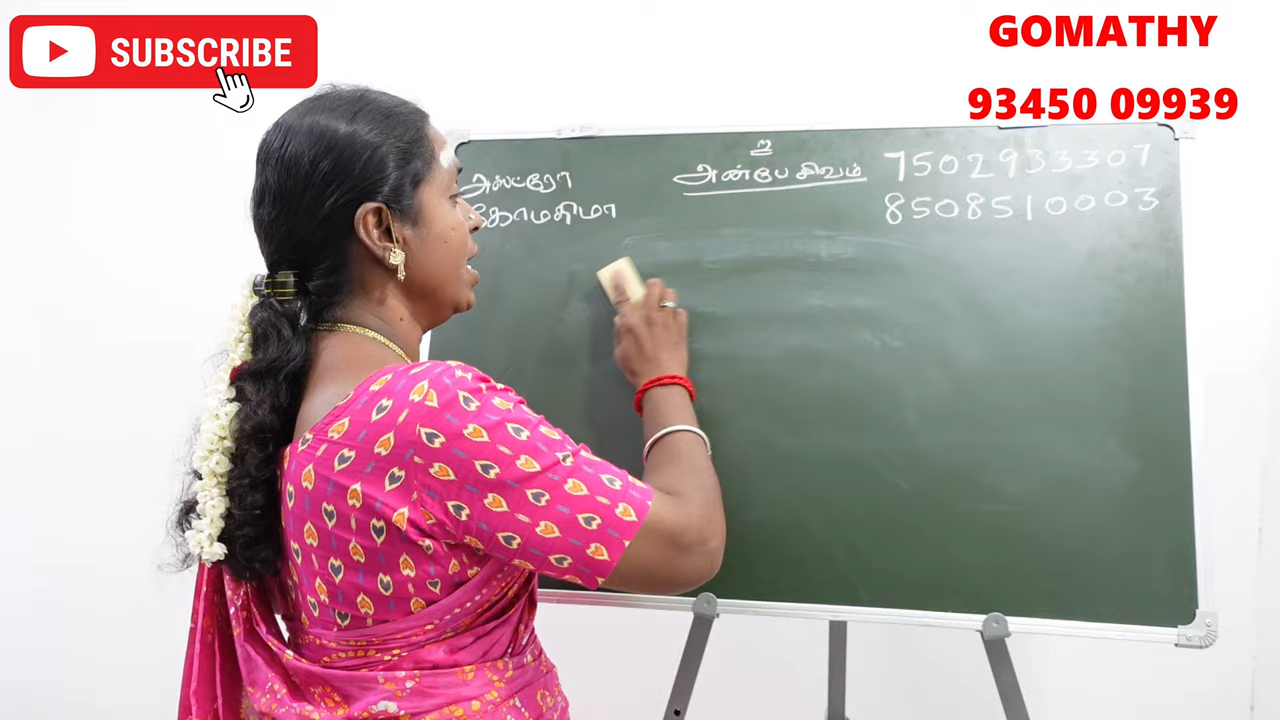 SUBSCRIBE
GOMATHY
93450 09939
உ
அன்பே சிவம்
அஸ்ட்ரோ
கோமதிமா
7502933307
8508510003